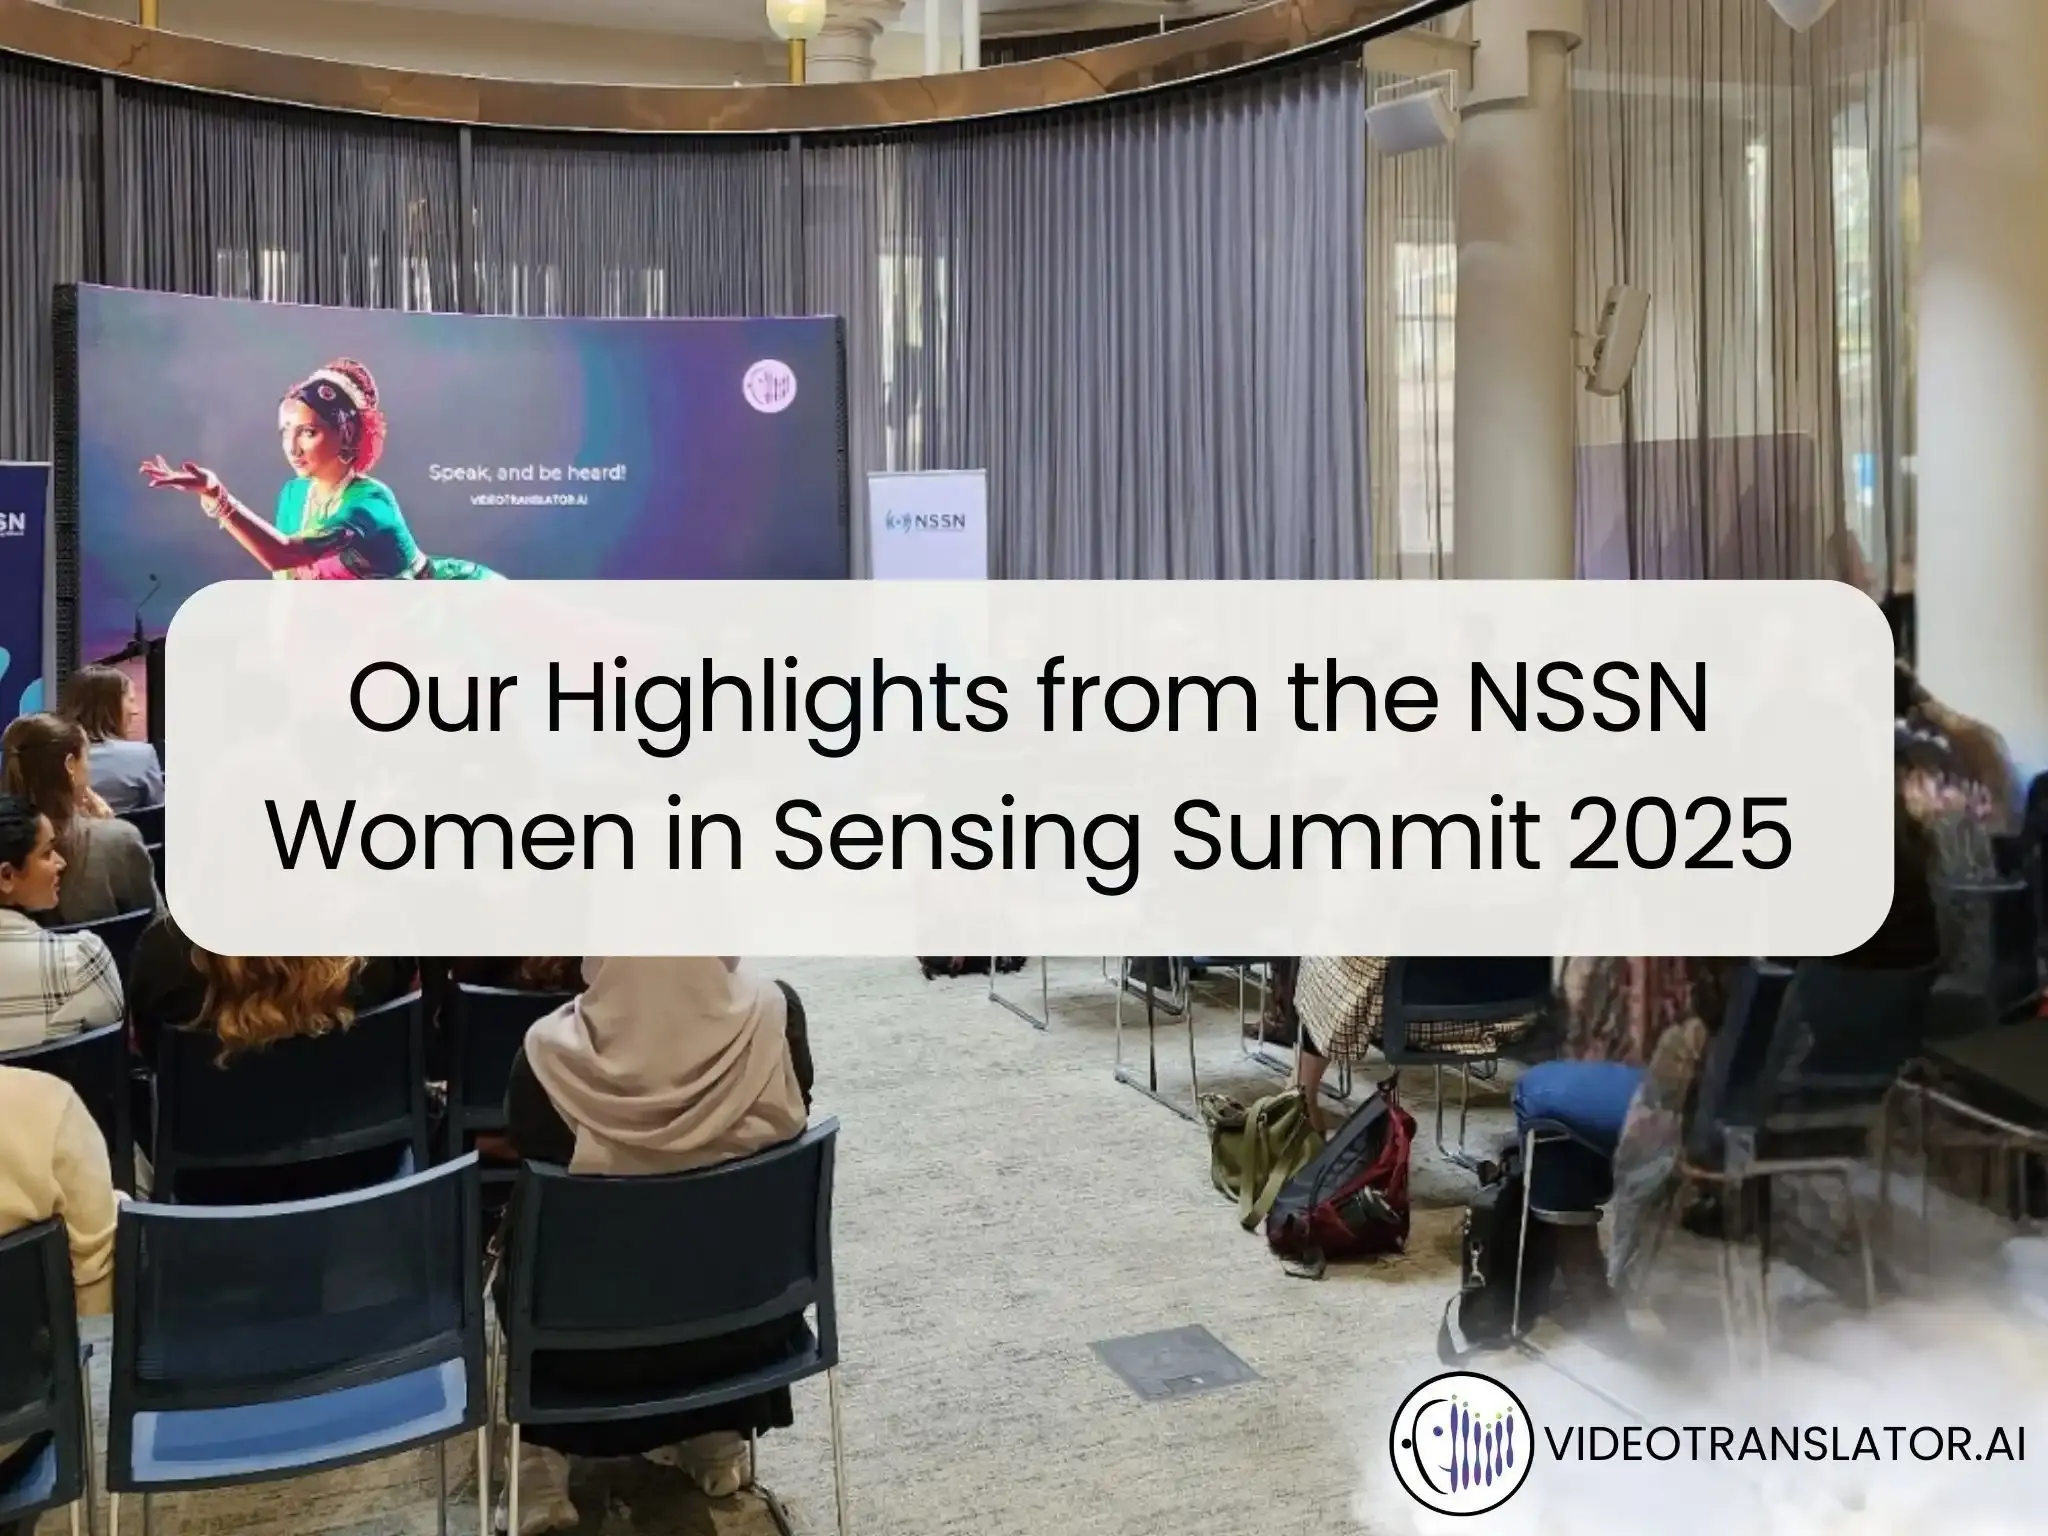 Speak, and be heard!
VIDEOTRANSLATOR.AI
SN
NSSN
Our Highlights from the NSSN
Women in Sensing Summit 2025
VIDEOTRANSLATOR.AI